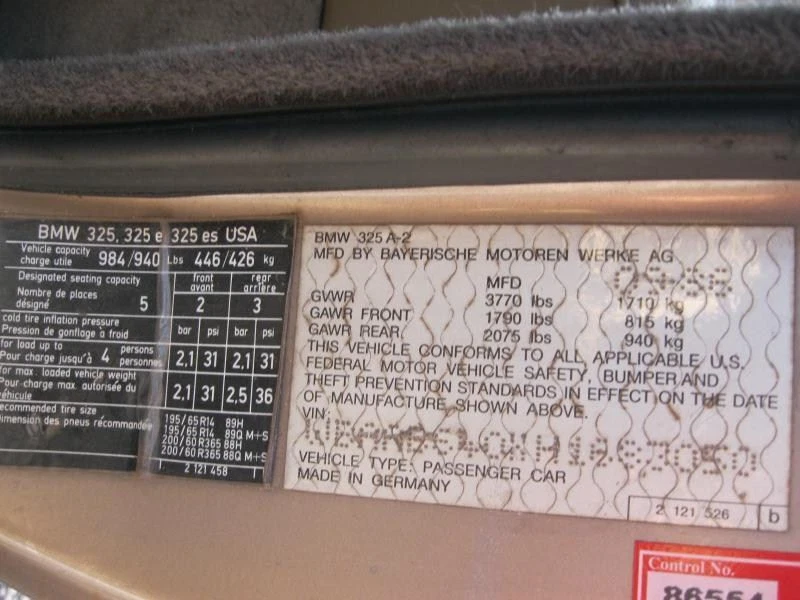 BMW 325, 325 e 325 es USA
Vehicle capacity
charge utile 984/940 Lbs 446/426 kg
Designated seating capacity front rear
avant arrière
Nombre de places
désigné 5 2 3
cold tire inflation pressure
Pression de gonflage à froid bar psi bar psi
for load up to persons
Pour charge jusqu'à 4 personnes 2,1 31 2,1 31
for max. loaded vehicle weight
Pour charge max. autorisée du
véhicule 2,1 31 2,5 36
recommended tire size
dimension des pneus récommandée
195/65R14 89H
195/65R14 89Q M+S
200/60 R365 88H
200/60 R365 88Q M+S
2 121 458
BMW 325 A-2
MFD BY BAYERISCHE MOTOREN WERKE AG
MFD
GVWR 3770 lbs 1710 kg
GAWR FRONT 1790 lbs 815 kg
GAWR REAR 2075 lbs 940 kg
THIS VEHICLE CONFORMS TO ALL APPLICABLE U.S.
FEDERAL MOTOR VEHICLE SAFETY, BUMPER AND
THEFT PREVENTION STANDARDS IN EFFECT ON THE DATE
OF MANUFACTURE SHOWN ABOVE.
VIN:
VEHICLE TYPE: PASSENGER CAR
MADE IN GERMANY
2 121 526 b
Control No.
86554